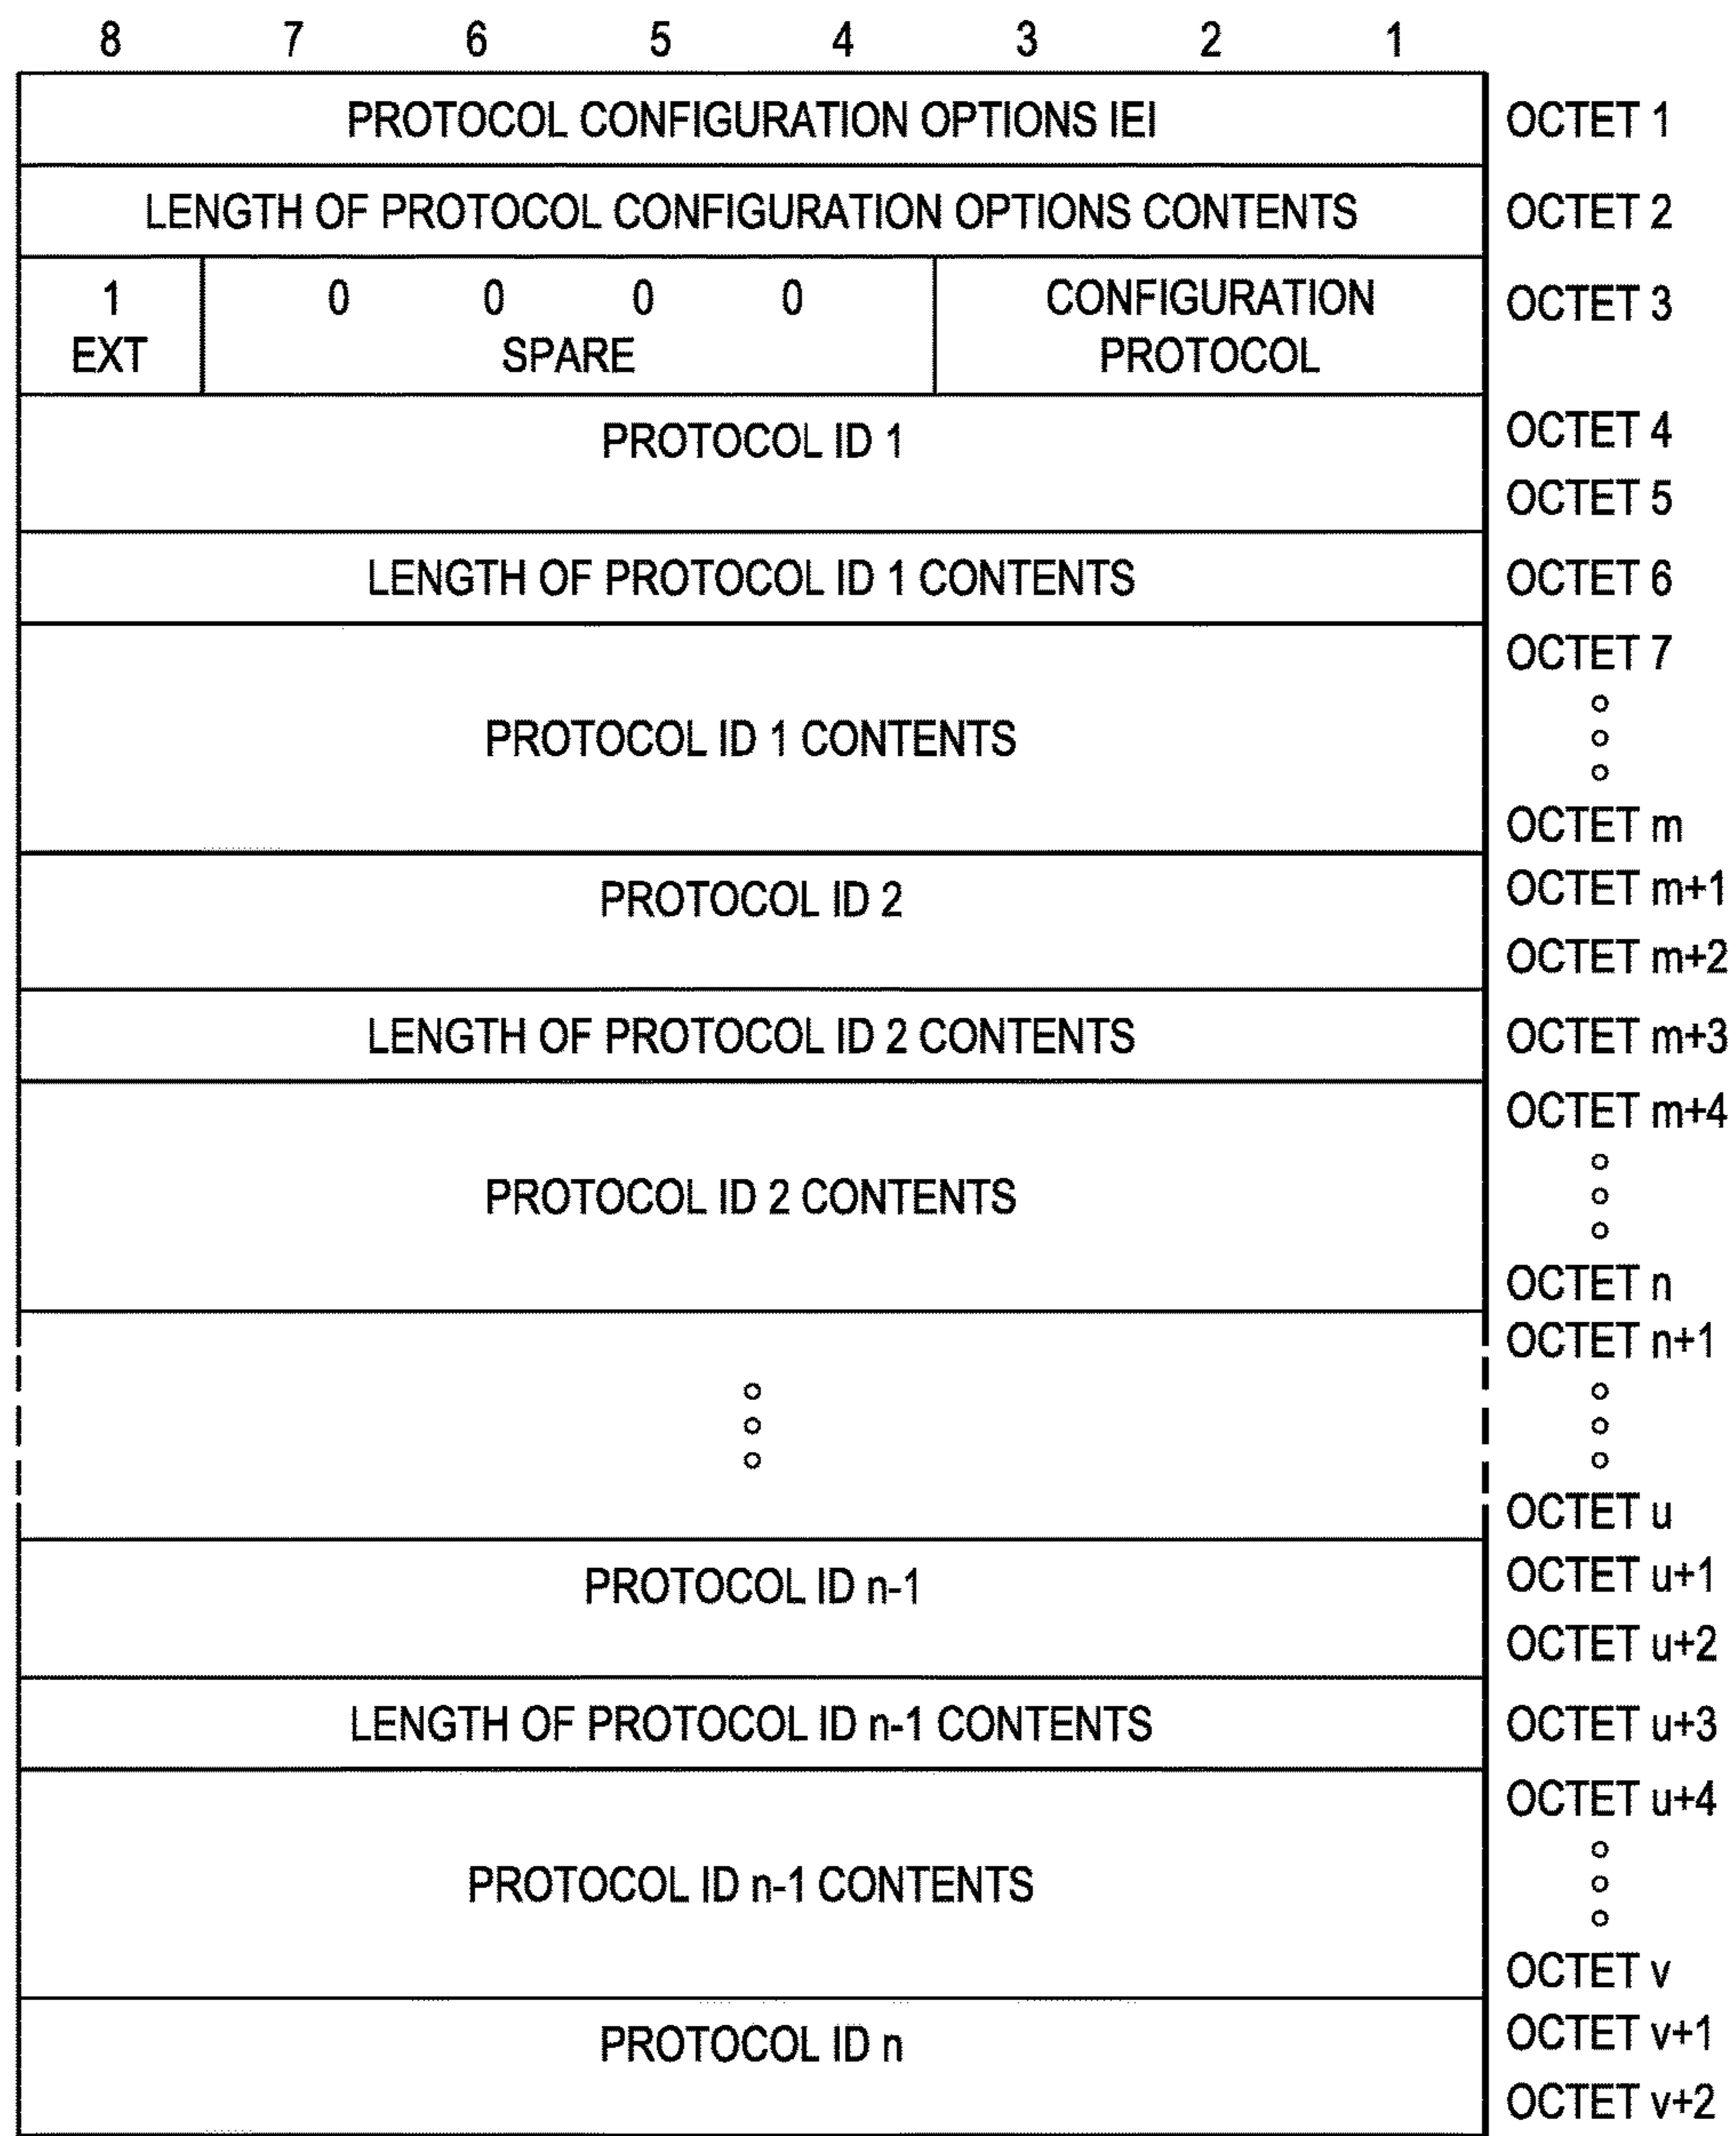 8 7 6 5 4 3 2 1
PROTOCOL CONFIGURATION OPTIONS IEI OCTET 1
LENGTH OF PROTOCOL CONFIGURATION OPTIONS CONTENTS OCTET 2
1 0 0 0 0 CONFIGURATION OCTET 3
EXT SPARE PROTOCOL
PROTOCOL ID 1 OCTET 4
OCTET 5
LENGTH OF PROTOCOL ID 1 CONTENTS OCTET 6
OCTET 7
PROTOCOL ID 1 CONTENTS
OCTET m
PROTOCOL ID 2 OCTET m+1
OCTET m+2
LENGTH OF PROTOCOL ID 2 CONTENTS OCTET m+3
OCTET m+4
PROTOCOL ID 2 CONTENTS
OCTET n
OCTET n+1
OCTET u
PROTOCOL ID n-1 OCTET u+1
OCTET u+2
LENGTH OF PROTOCOL ID n-1 CONTENTS OCTET u+3
OCTET u+4
PROTOCOL ID n-1 CONTENTS
OCTET v
PROTOCOL ID n OCTET v+1
OCTET v+2